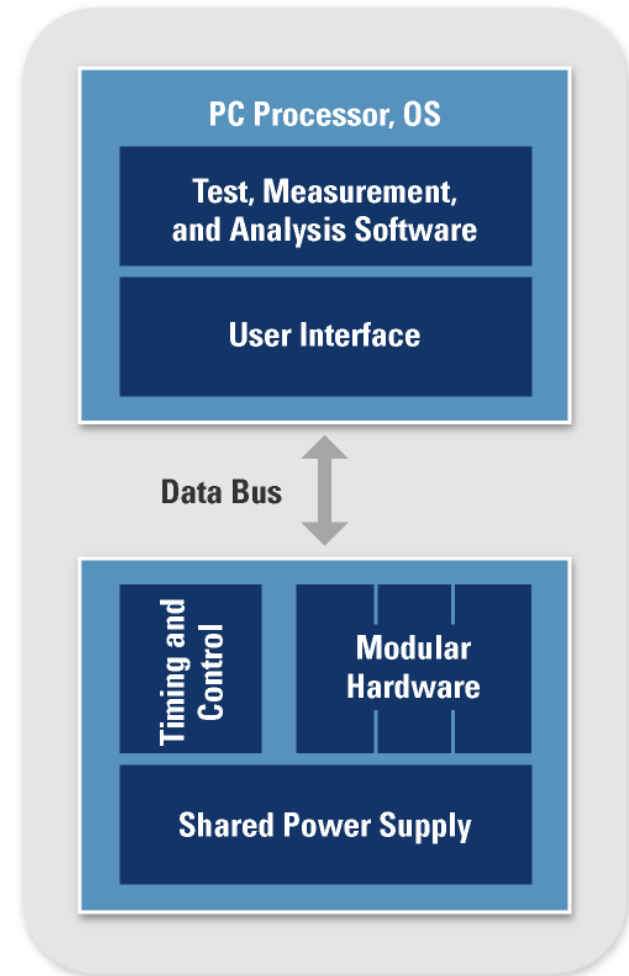 PC Processor, OS
Test, Measurement,
and Analysis Software
User Interface
Data Bus
Timing and
Control
Modular
Hardware
Shared Power Supply